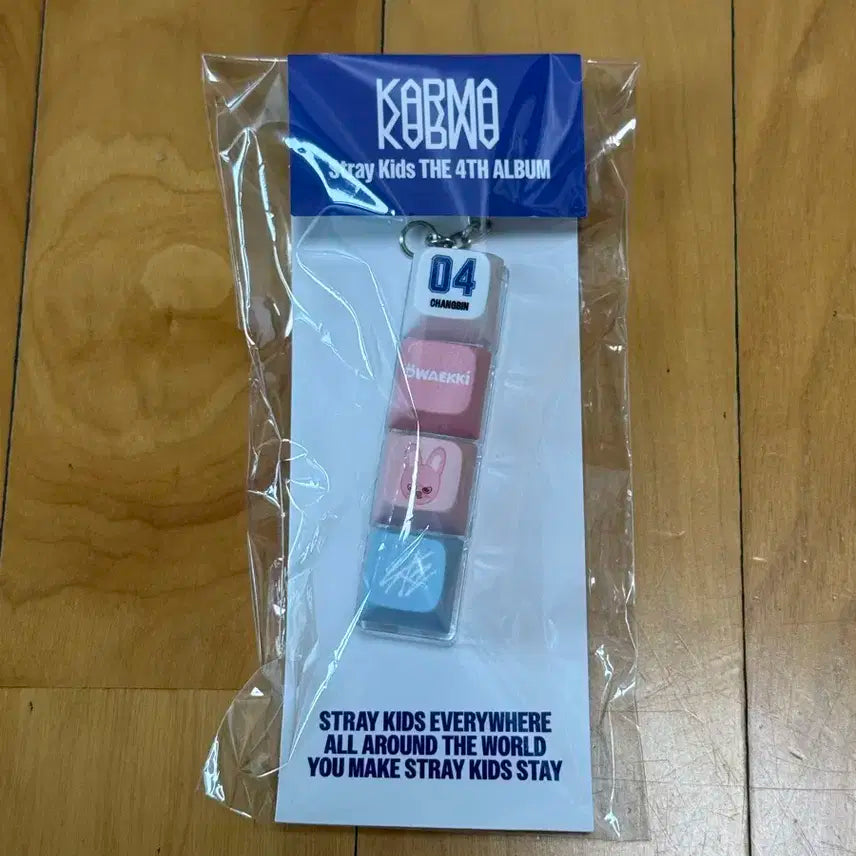 KARMA
Stray Kids THE 4TH ALBUM
04
CHANGBIN
DWAEKKI
STRAY KIDS EVERYWHERE
ALL AROUND THE WORLD
YOU MAKE STRAY KIDS STAY